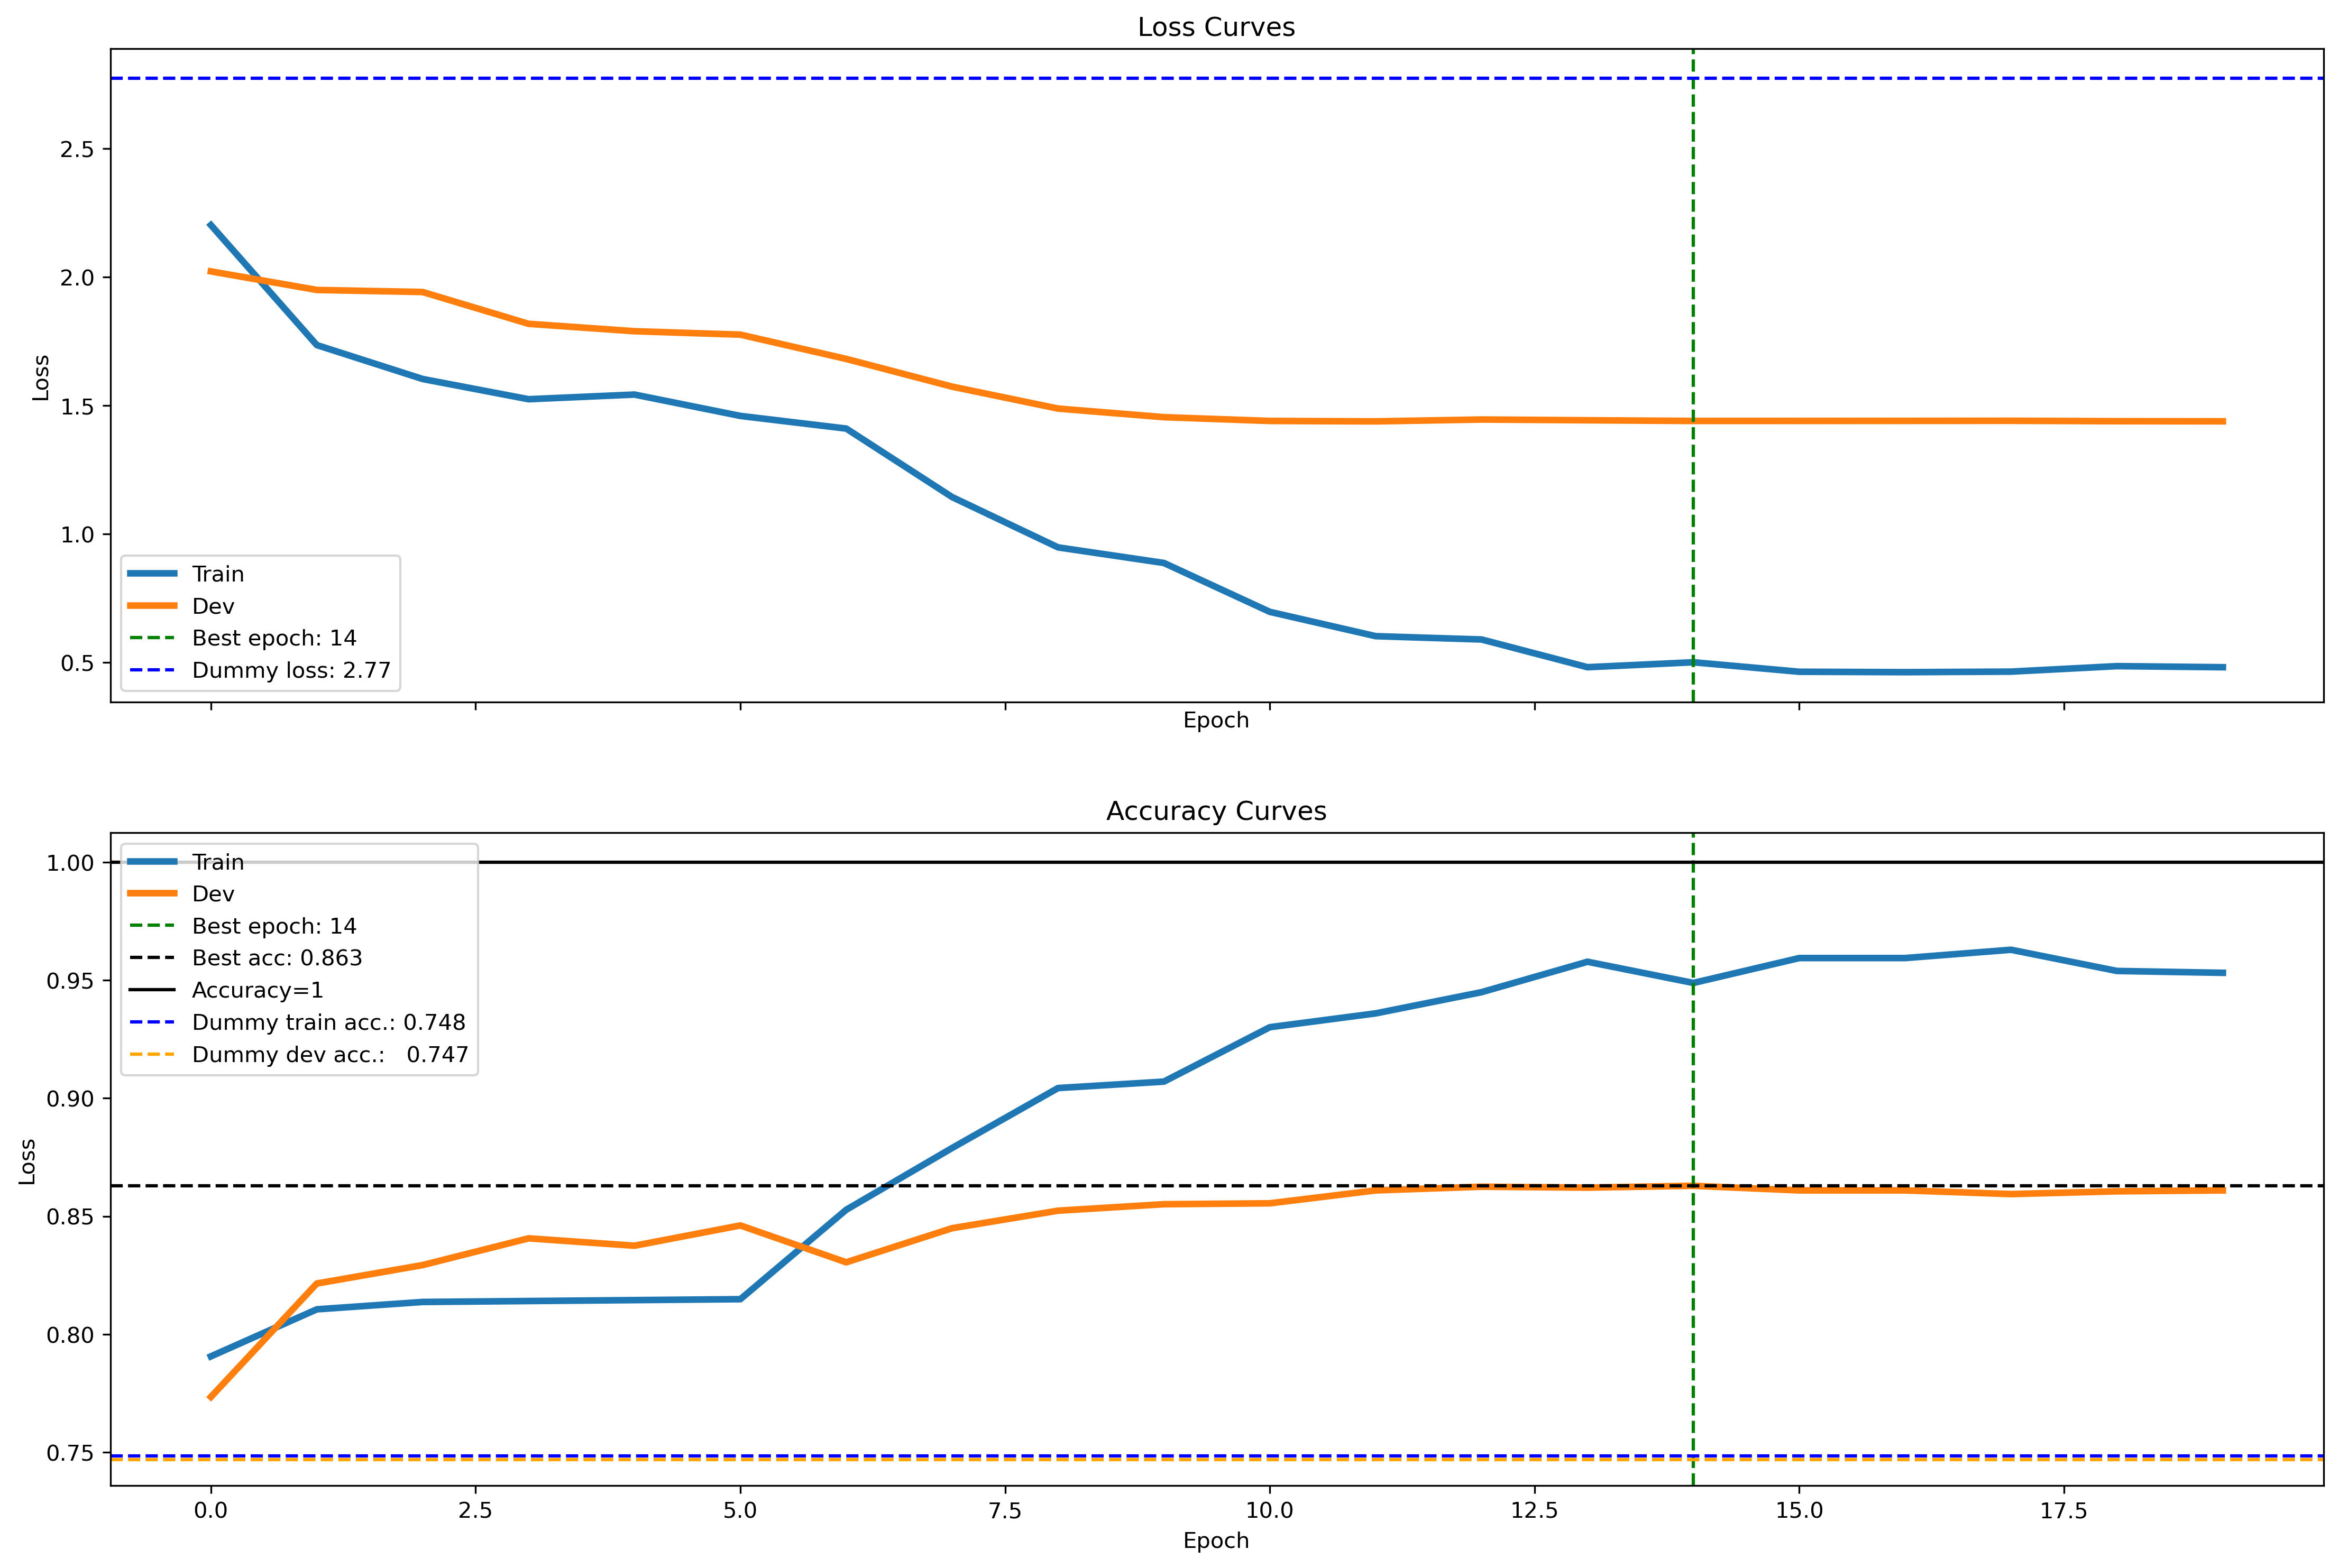 Loss Curves
2.5
2.0
1.5
1.0
0.5
Loss
Train
Dev
Best epoch: 14
Dummy loss: 2.77
Epoch
Accuracy Curves
1.00
0.95
0.90
0.85
0.80
0.75
Loss
Train
Dev
Best epoch: 14
Best acc: 0.863
Accuracy=1
Dummy train acc.: 0.748
Dummy dev acc.:   0.747
0.0 2.5 5.0 7.5 10.0 12.5 15.0 17.5
Epoch